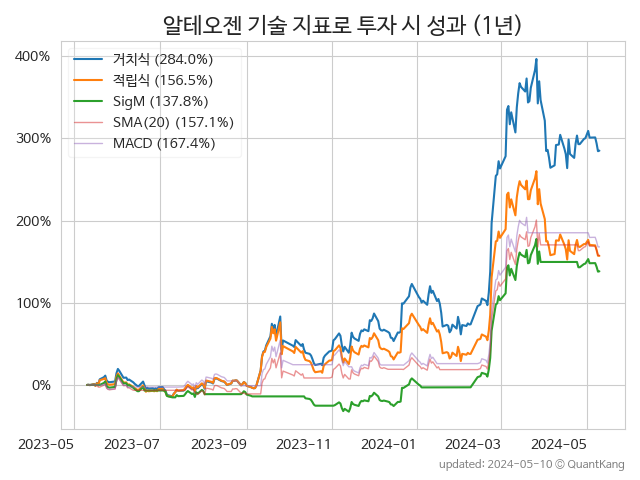 알테오젠 기술 지표로 투자 시 성과 (1년)
400%
300%
200%
100%
0%
거치식 (284.0%)
적립식 (156.5%)
SigM (137.8%)
SMA(20) (157.1%)
MACD (167.4%)
2023-05
2023-07
2023-09
2023-11
2024-01
2024-03
2024-05
updated: 2024-05-10 © QuantKang